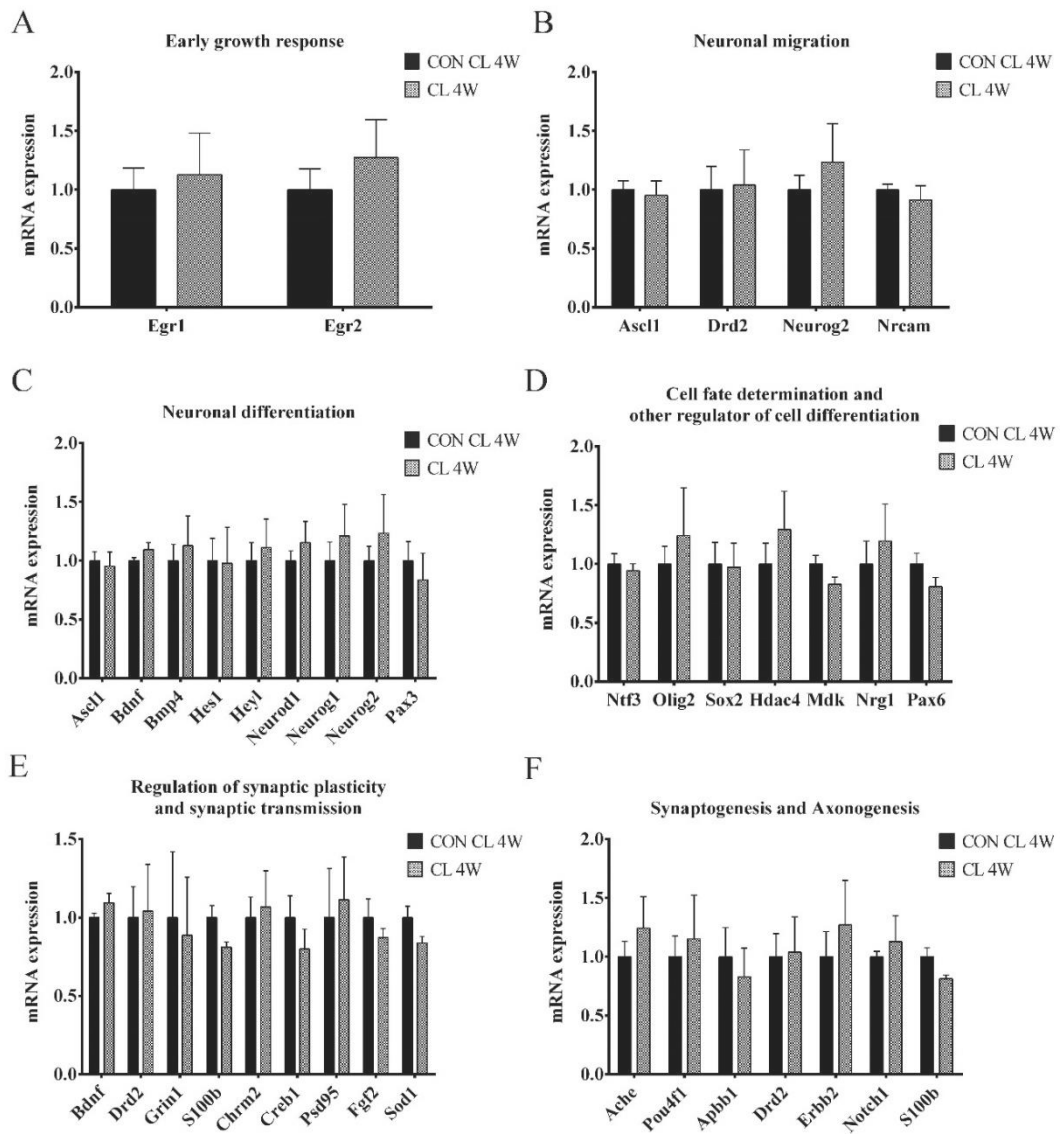 A
Early growth response
CON CL 4W
CL 4W
mRNA expression
2.0
1.5
1.0
0.5
0.0
Egr1 Egr2
B
Neuronal migration
CON CL 4W
CL 4W
mRNA expression
2.0
1.5
1.0
0.5
0.0
Ascl1 Drd2 Neurog2 Nrcam
C
Neuronal differentiation
CON CL 4W
CL 4W
mRNA expression
2.0
1.5
1.0
0.5
0.0
Ascl1 Bdnf Bmp4 Hes1 Heyl Neurod1 Neurog1 Neurog2 Pax3
D
Cell fate determination and
other regulator of cell differentiation
CON CL 4W
CL 4W
mRNA expression
2.0
1.5
1.0
0.5
0.0
Ntf3 Olig2 Sox2 Hdac4 Mdk Nrg1 Pax6
E
Regulation of synaptic plasticity
and synaptic transmission
CON CL 4W
CL 4W
mRNA expression
1.5
1.0
0.5
0.0
Bdnf Drd2 Grin1 S100b Chrm2 Creb1 Psd95 Fgf2 Sod1
F
Synaptogenesis and Axonogenesis
CON CL 4W
CL 4W
mRNA expression
2.0
1.5
1.0
0.5
0.0
Ache Pou4f1 Apbb1 Drd2 Erbb2 Notch1 S100b